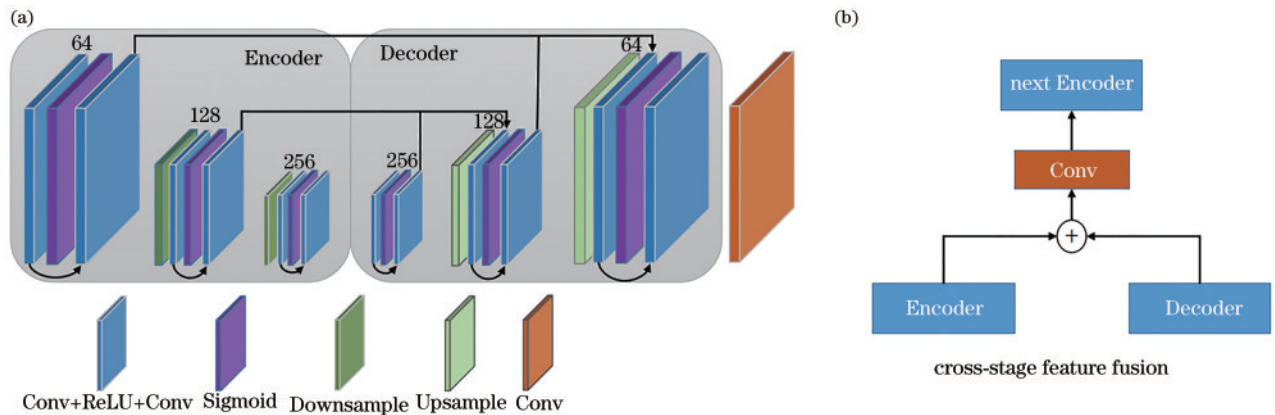 (a)
64
Encoder
Decoder
64
128
128
256
256
Conv+ReLU+Conv
Sigmoid
Downsample
Upsample
Conv
(b)
next Encoder
Conv
+
Encoder
Decoder
cross-stage feature fusion